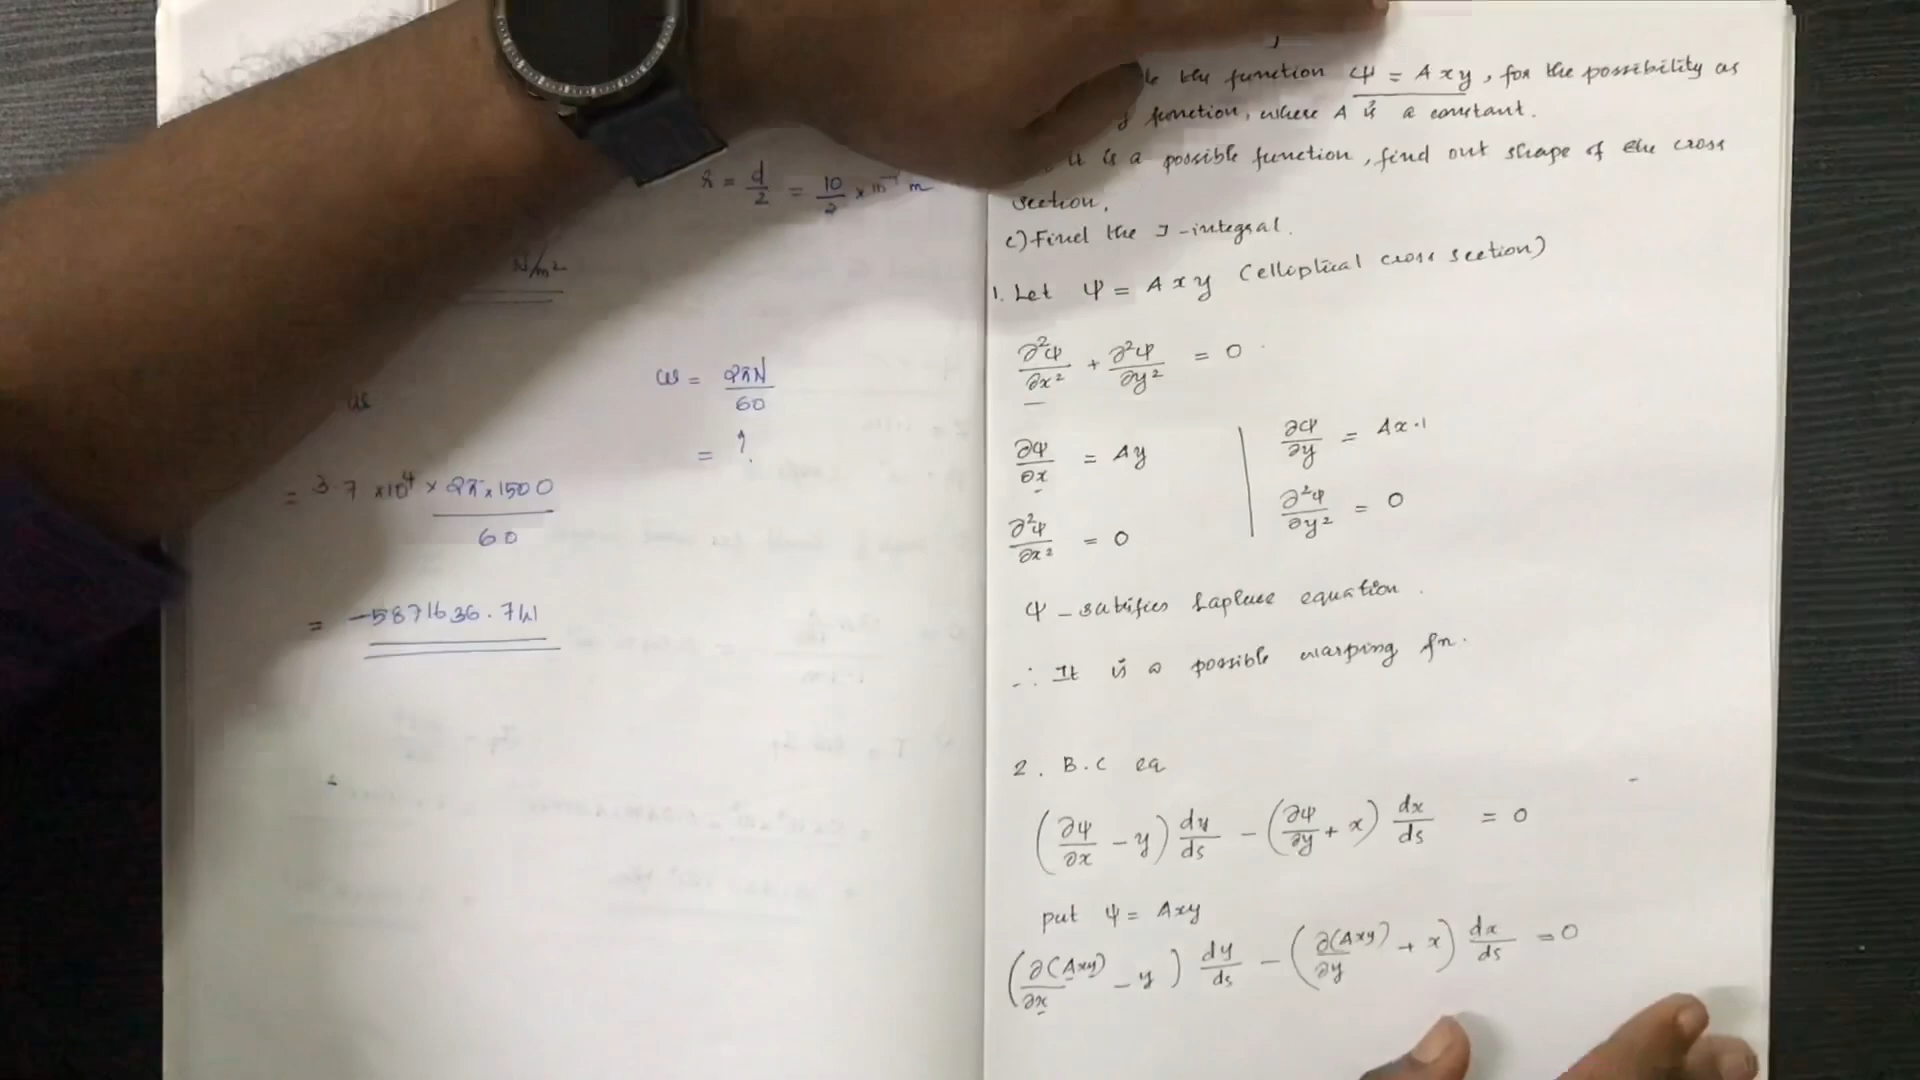 r = d/2 = 10/2 × 10 m
N/m²
as
ω = 2πN/60
= ?
= 3.7 × 10⁴ × 2π × 1500/60
= -5871636.7W
the function ψ = Axy, for the possibility as
function, where A is a constant.
it is a possible function, find out shape of the cross
section.
c) Find the J-integral.
1. Let ψ = Axy (elliptical cross section)
∂²ψ/∂x² + ∂²ψ/∂y² = 0
∂ψ/∂x = Ay | ∂ψ/∂y = Ax·1
∂²ψ/∂x² = 0 | ∂²ψ/∂y² = 0
ψ - satisfies Laplace equation.
∴ It is a possible warping fn.
2. B.C eq
(∂ψ/∂x - y) dy/ds - (∂ψ/∂y + x) dx/ds = 0
put ψ = Axy
(∂(Axy)/∂x - y) dy/ds - (∂(Axy)/∂y + x) dx/ds = 0